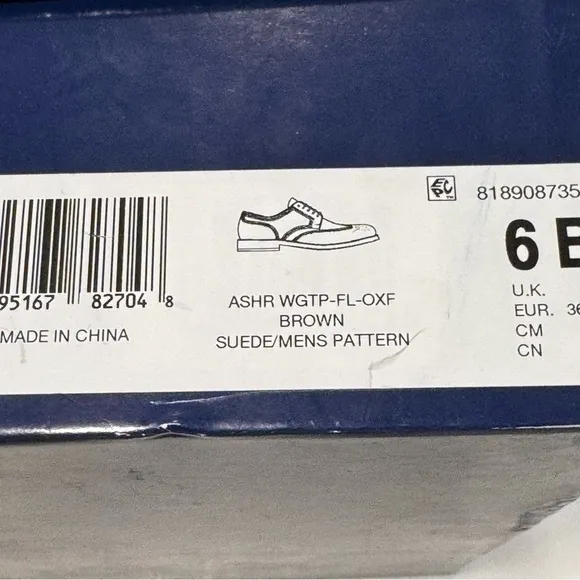 95167 82704 8
MADE IN CHINA
ASHR WGTP-FL-OXF
BROWN
SUEDE/MENS PATTERN
818908735
6 B
U.K.
EUR. 36
CM
CN